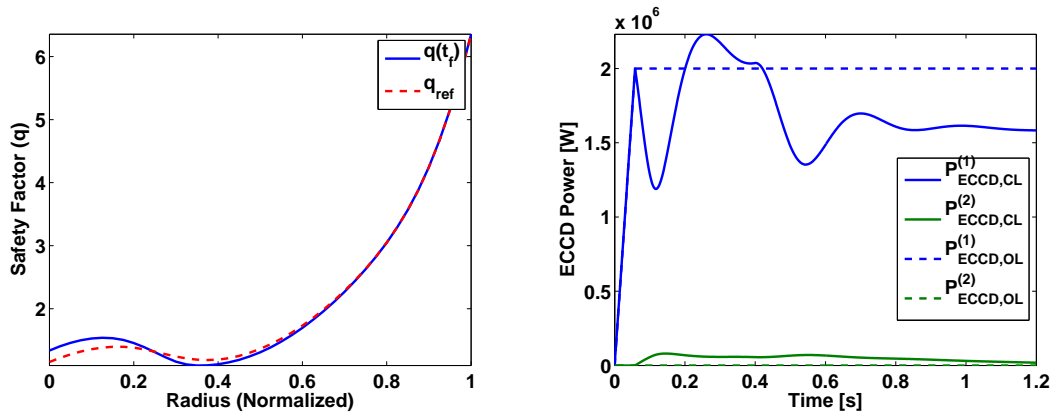 6
5
4
3
2
0
0.2
0.4
0.6
0.8
1
Radius (Normalized)
Safety Factor (q)
q(t_f)
q_ref
x 10^6
2
1.5
1
0.5
0
0
0.2
0.4
0.6
0.8
1
1.2
Time [s]
ECCD Power [W]
P^(1)_ECCD,CL
P^(2)_ECCD,CL
P^(1)_ECCD,OL
P^(2)_ECCD,OL